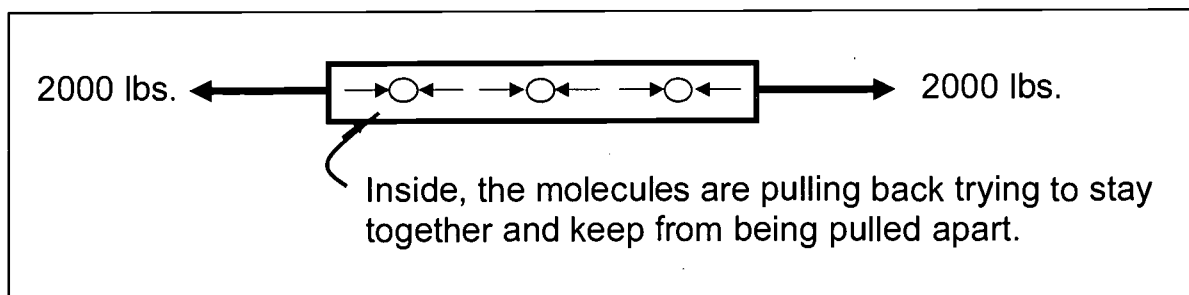 2000 lbs.
2000 lbs.
Inside, the molecules are pulling back trying to stay
together and keep from being pulled apart.